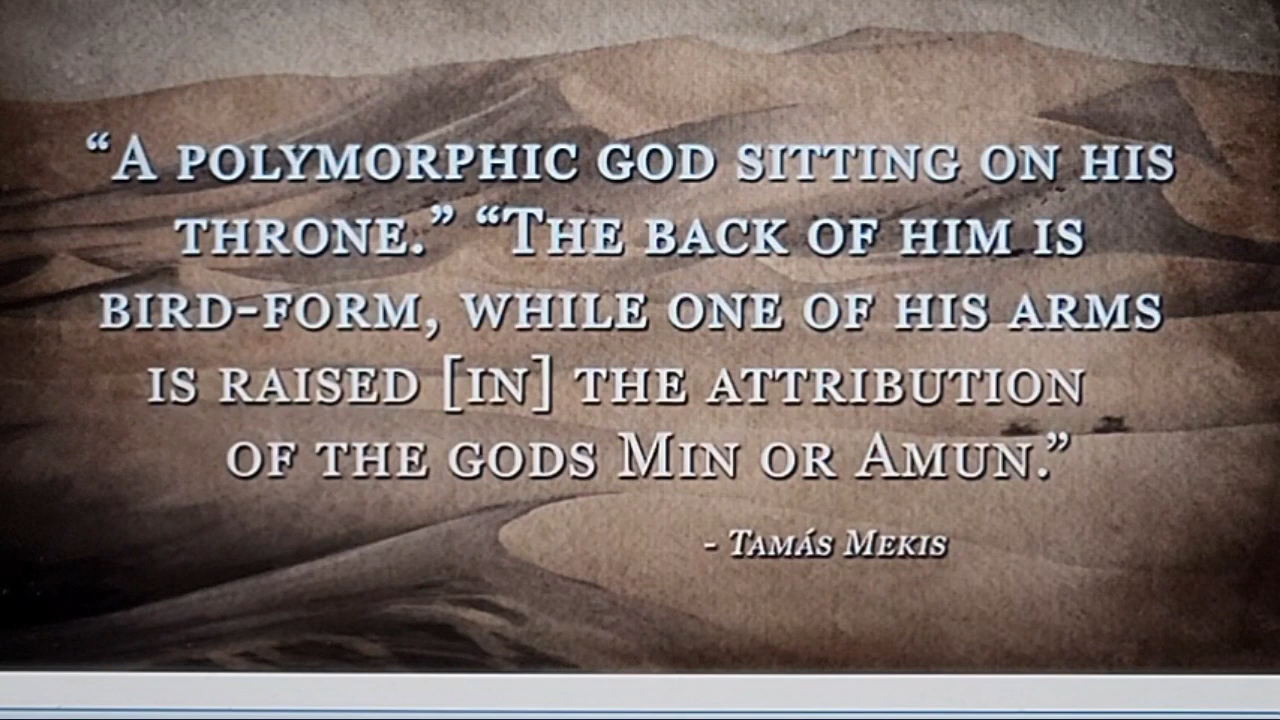 “A POLYMORPHIC GOD SITTING ON HIS
THRONE.” “THE BACK OF HIM IS
BIRD-FORM, WHILE ONE OF HIS ARMS
IS RAISED [IN] THE ATTRIBUTION
OF THE GODS MIN OR AMUN.”
- TAMÁS MEKIS